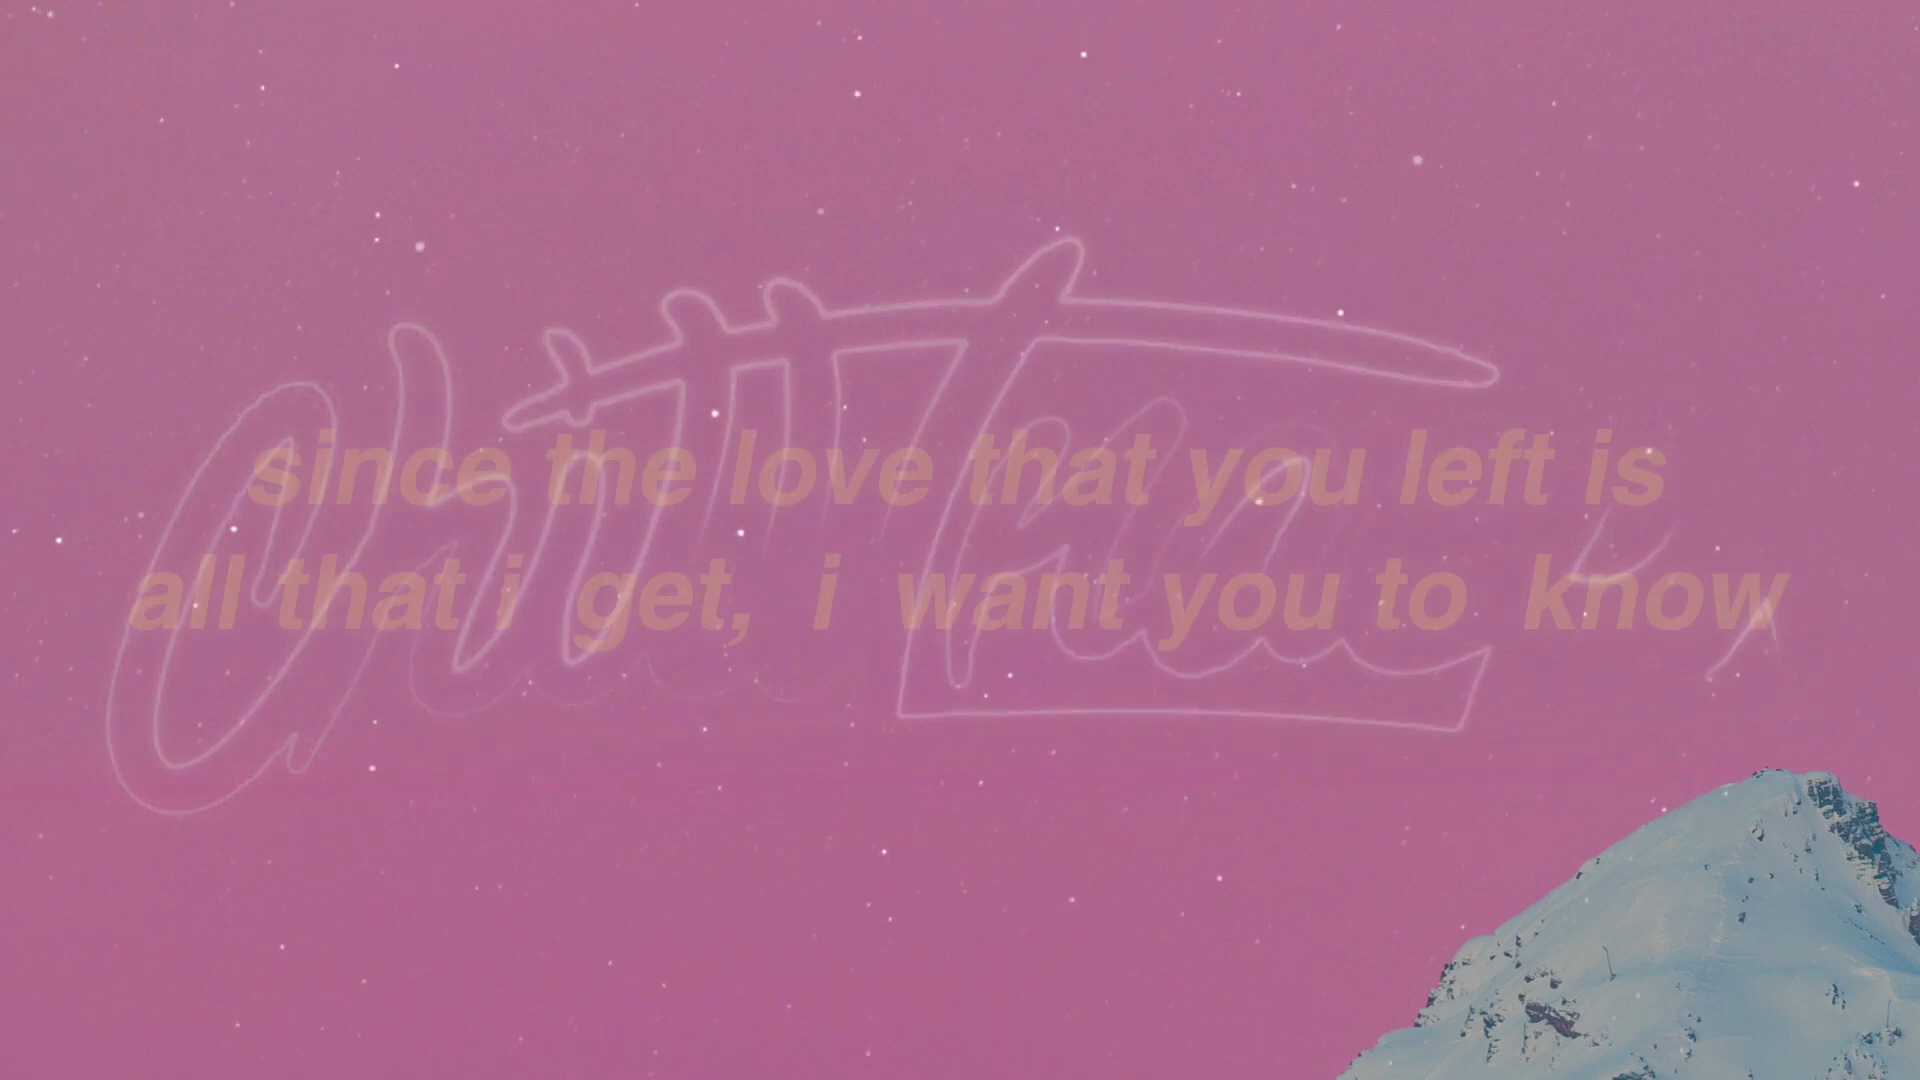 since the love that you left is
all that i get, i want you to know